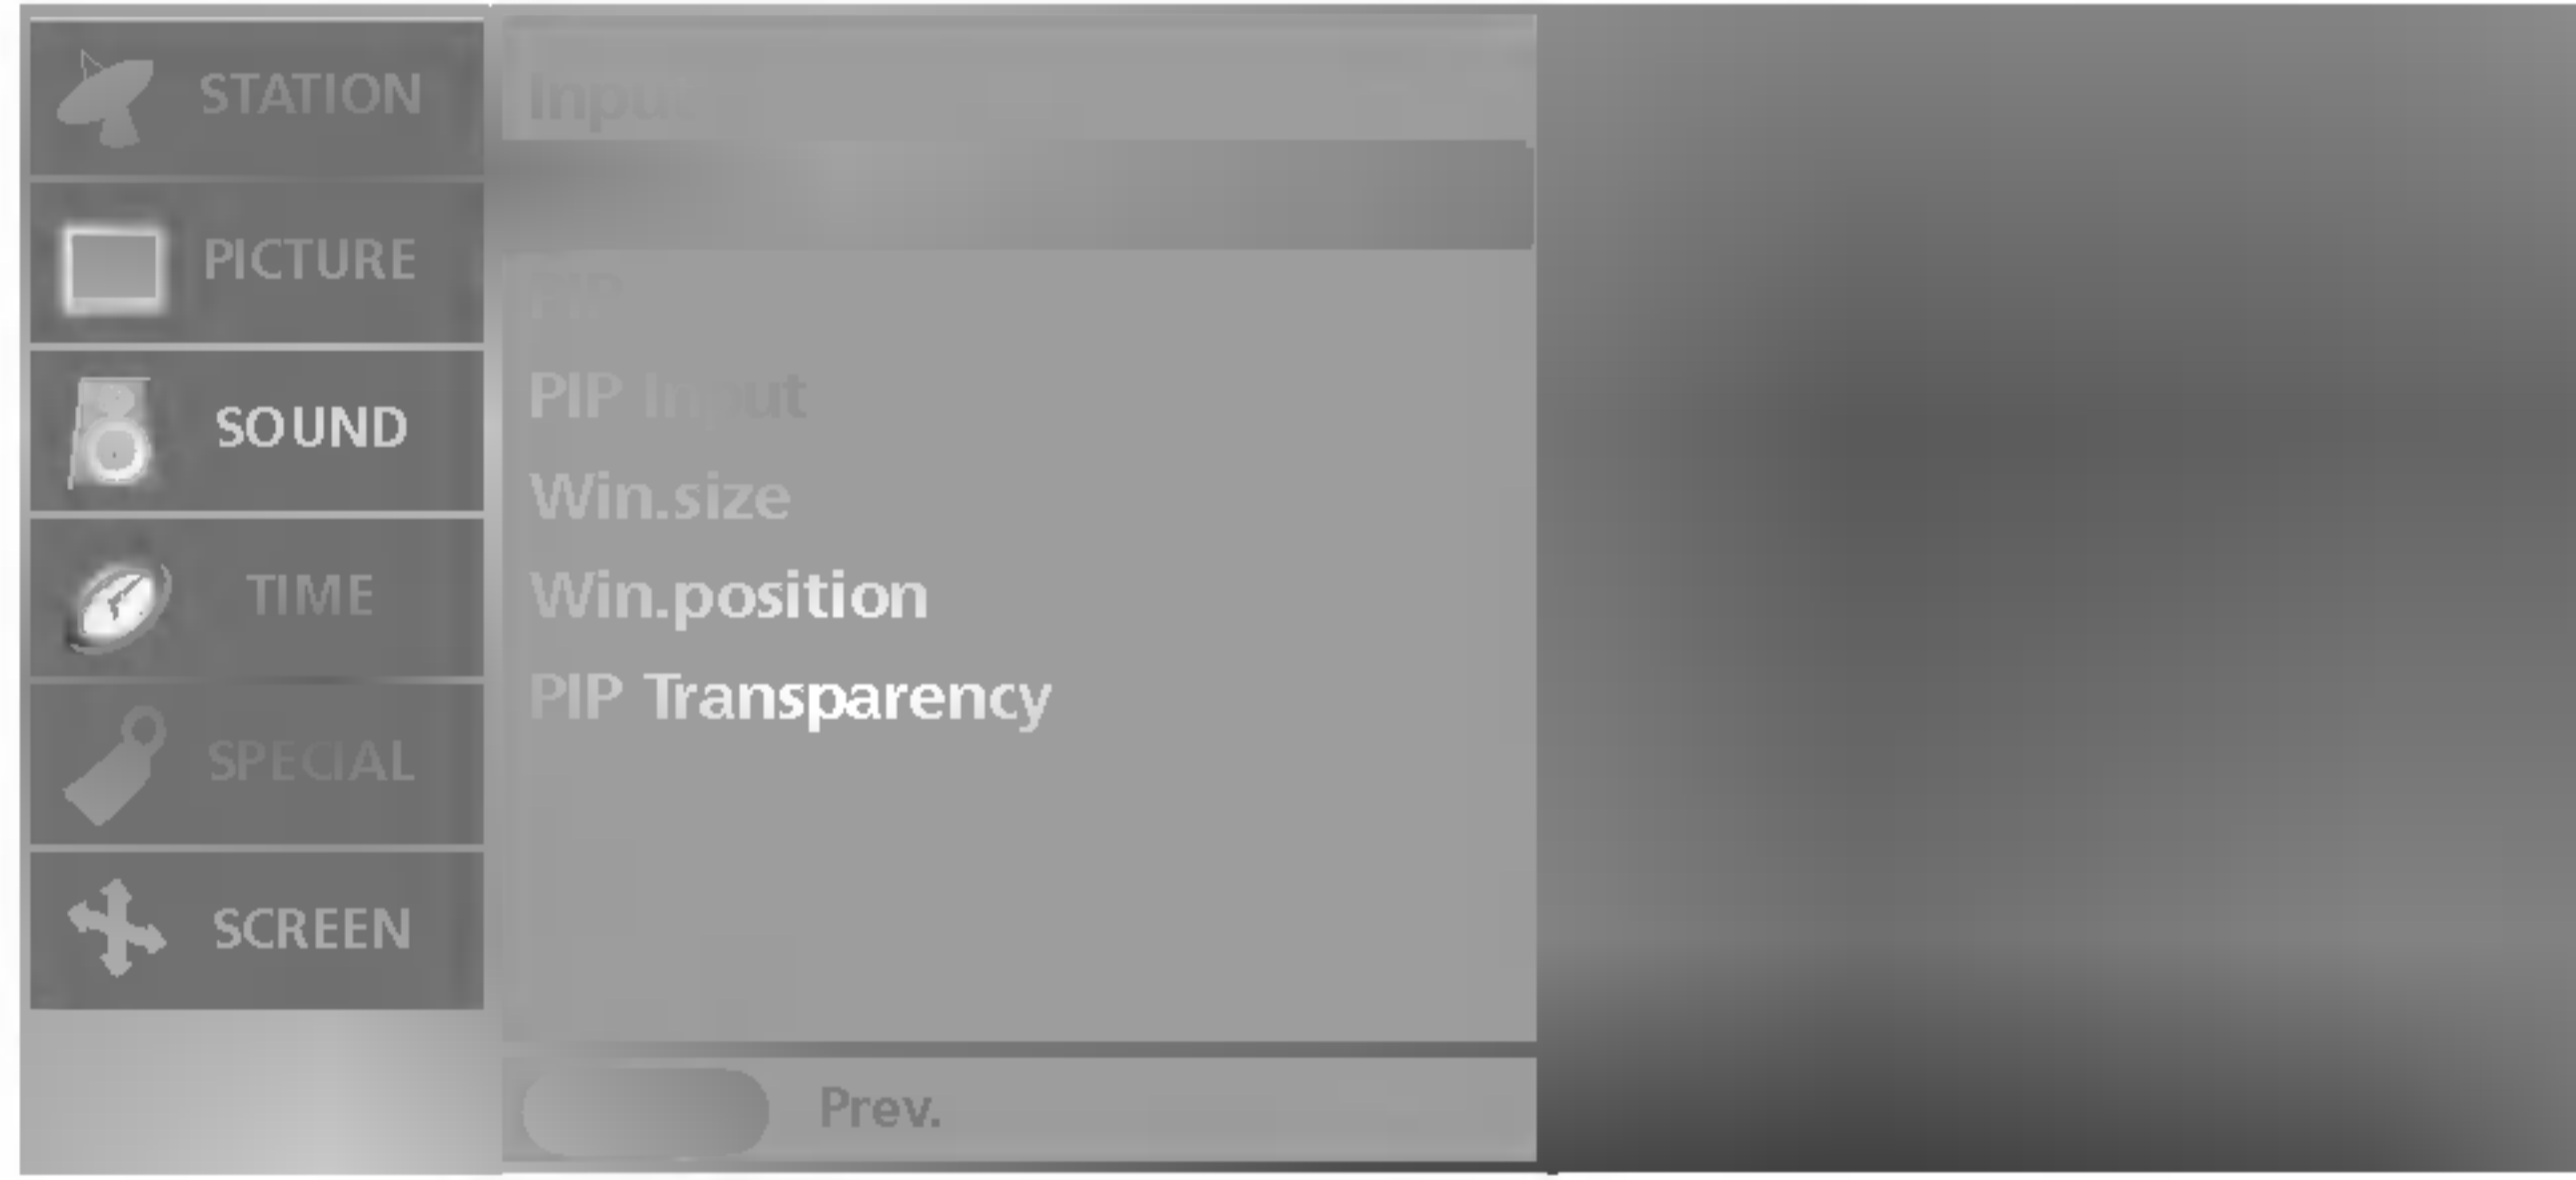 STATION
PICTURE
SOUND
TIME
SPECIAL
SCREEN
Input
PIP
PIP Input
Win.size
Win.position
PIP Transparency
Prev.